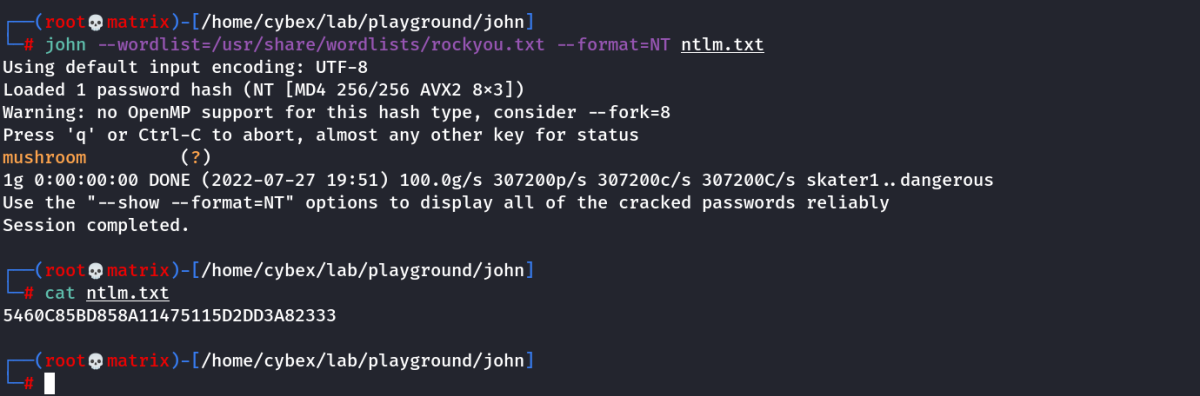 ┌──(root💀matrix)-[/home/cybex/lab/playground/john]
└─# john --wordlist=/usr/share/wordlists/rockyou.txt --format=NT ntlm.txt
Using default input encoding: UTF-8
Loaded 1 password hash (NT [MD4 256/256 AVX2 8×3])
Warning: no OpenMP support for this hash type, consider --fork=8
Press 'q' or Ctrl-C to abort, almost any other key for status
mushroom         (?)
1g 0:00:00:00 DONE (2022-07-27 19:51) 100.0g/s 307200p/s 307200c/s 307200C/s skater1..dangerous
Use the "--show --format=NT" options to display all of the cracked passwords reliably
Session completed.
┌──(root💀matrix)-[/home/cybex/lab/playground/john]
└─# cat ntlm.txt
5460C85BD858A11475115D2DD3A82333
┌──(root💀matrix)-[/home/cybex/lab/playground/john]
└─#